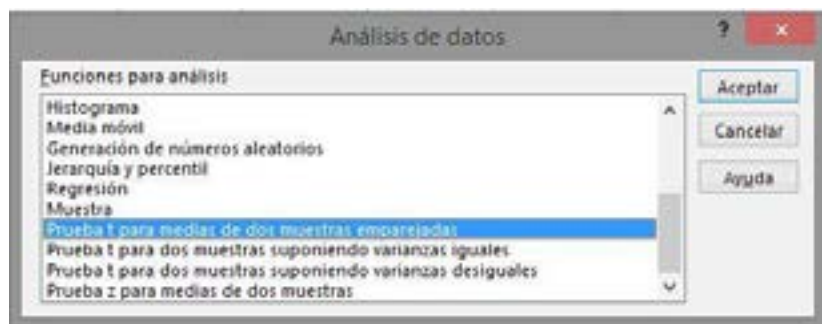 Análisis de datos
?
x
Funciones para análisis
Histograma
Media móvil
Generación de números aleatorios
Jerarquía y percentil
Regresión
Muestra
Prueba t para medias de dos muestras emparejadas
Prueba t para dos muestras suponiendo varianzas iguales
Prueba t para dos muestras suponiendo varianzas desiguales
Prueba z para medias de dos muestras
Aceptar
Cancelar
Ayuda